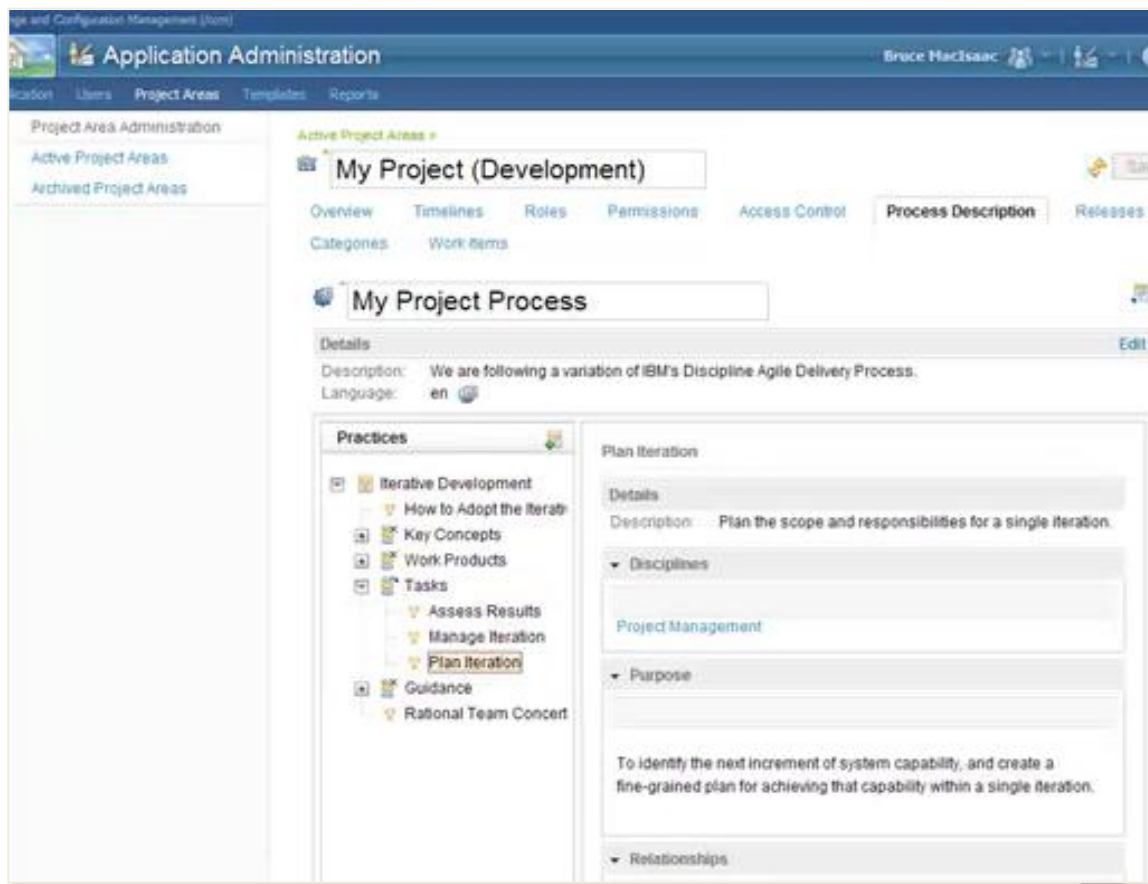 and Configuration Management (/ccm)
Application Administration
Bruce MacIsaac
Users Project Areas Templates Reports
Project Area Administration
Active Project Areas
Archived Project Areas
Active Project Areas »
My Project (Development)
Overview Timelines Roles Permissions Access Control Process Description Releases
Categories Work Items
My Project Process
Details
Edit
Description: We are following a variation of IBM's Discipline Agile Delivery Process.
Language: en
Practices
Iterative Development
How to Adopt the Iterati
Key Concepts
Work Products
Tasks
Assess Results
Manage Iteration
Plan Iteration
Guidance
Rational Team Concert
Plan Iteration
Details
Description: Plan the scope and responsibilities for a single iteration.
Disciplines
Project Management
Purpose
To identify the next increment of system capability, and create a
fine-grained plan for achieving that capability within a single iteration.
Relationships